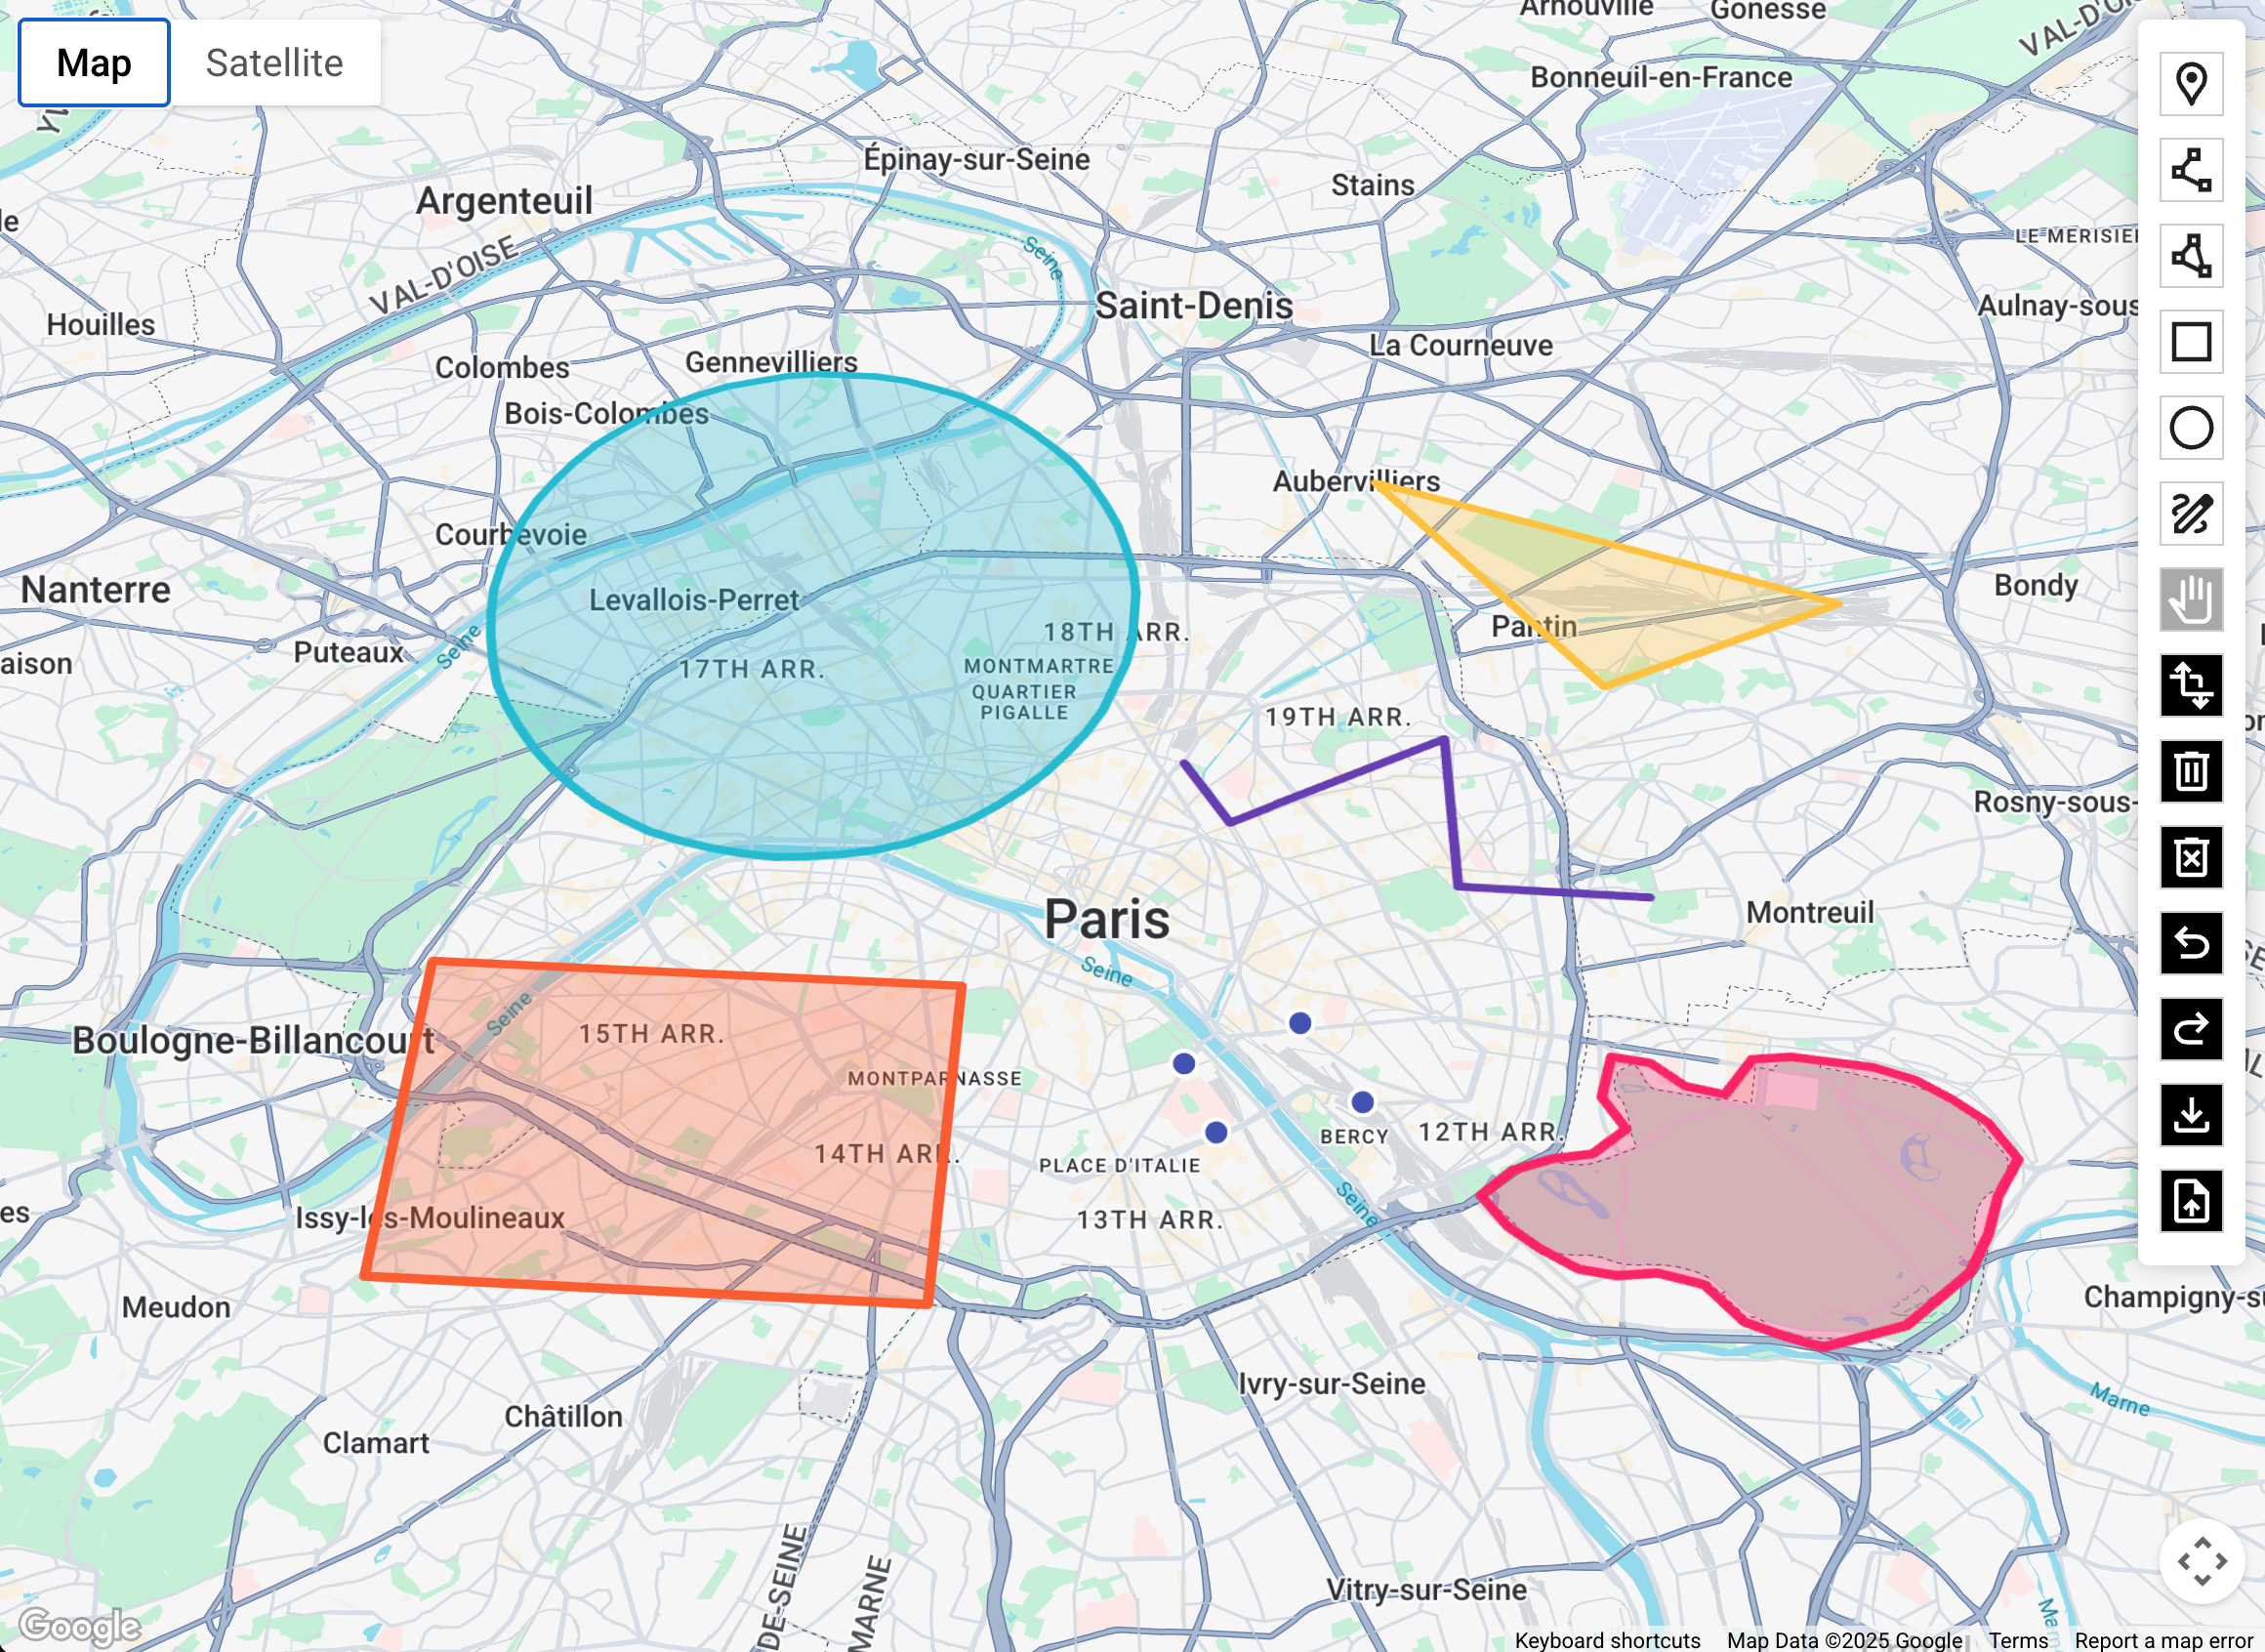 Arnouville
Gonesse
VAL-D'OI
Map
Satellite
Bonneuil-en-France
Épinay-sur-Seine
Stains
Argenteuil
le
LE MERISIER
Seine
VAL-D'OISE
Saint-Denis
Aulnay-sous
Houilles
La Courneuve
Gennevilliers
Colombes
Bois-Colombes
Aubervilliers
Courbevoie
Nanterre
Bondy
Levallois-Perret
Pantin
18TH ARR.
Seine
Puteaux
aison
17TH ARR.
MONTMARTRE
QUARTIER
PIGALLE
19TH ARR.
Rosny-sous-
Montreuil
Paris
Seine
Seine
15TH ARR.
Boulogne-Billancourt
MONTPARNASSE
12TH ARR.
BERCY
14TH ARR.
PLACE D'ITALIE
Seine
es
Issy-les-Moulineaux
13TH ARR.
Champigny-su
Meudon
Ivry-sur-Seine
Marne
Châtillon
Clamart
DE-SEINE
MARNE
Vitry-sur-Seine
Ma
Google
Keyboard shortcuts
Map Data ©2025 Google
Terms
Report a map error